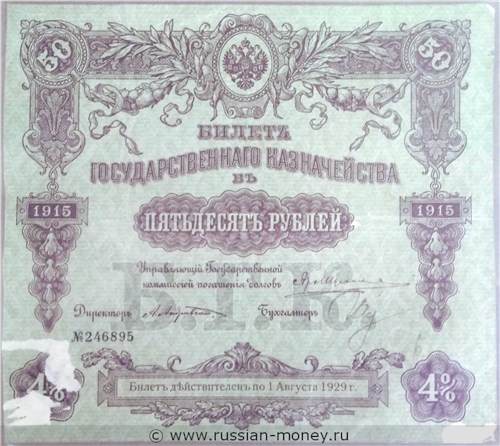 50 50
БИЛЕТЪ
ГОСУДАРСТВЕННАГО КАЗНАЧЕЙСТВА
ВЪ
1915 ПЯТЬДЕСЯТЪ РУБЛЕЙ 1915
Управляющій Государственной
коммиссіей погашенія долговъ
Директоръ Бухгалтеръ
№246895
4% 4%
Билетъ дѣйствителенъ по 1 Августа 1929 г.
www.russian-money.ru